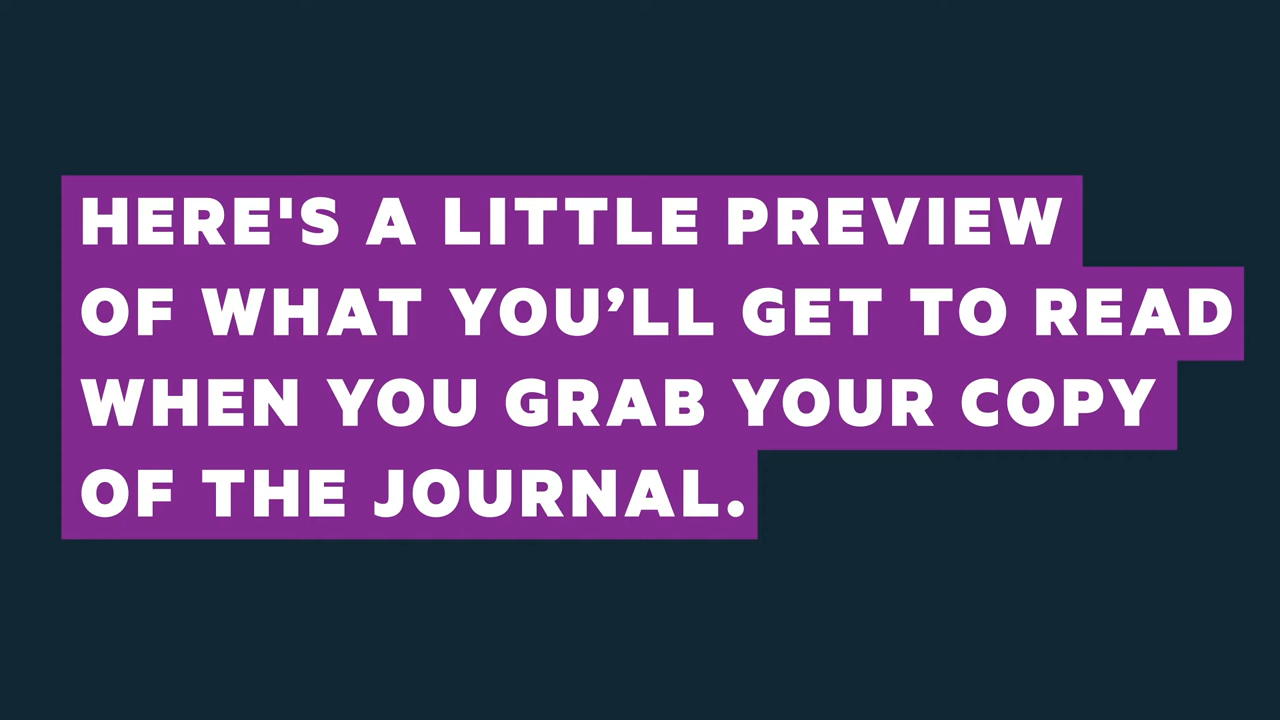 HERE'S A LITTLE PREVIEW
OF WHAT YOU’LL GET TO READ
WHEN YOU GRAB YOUR COPY
OF THE JOURNAL.